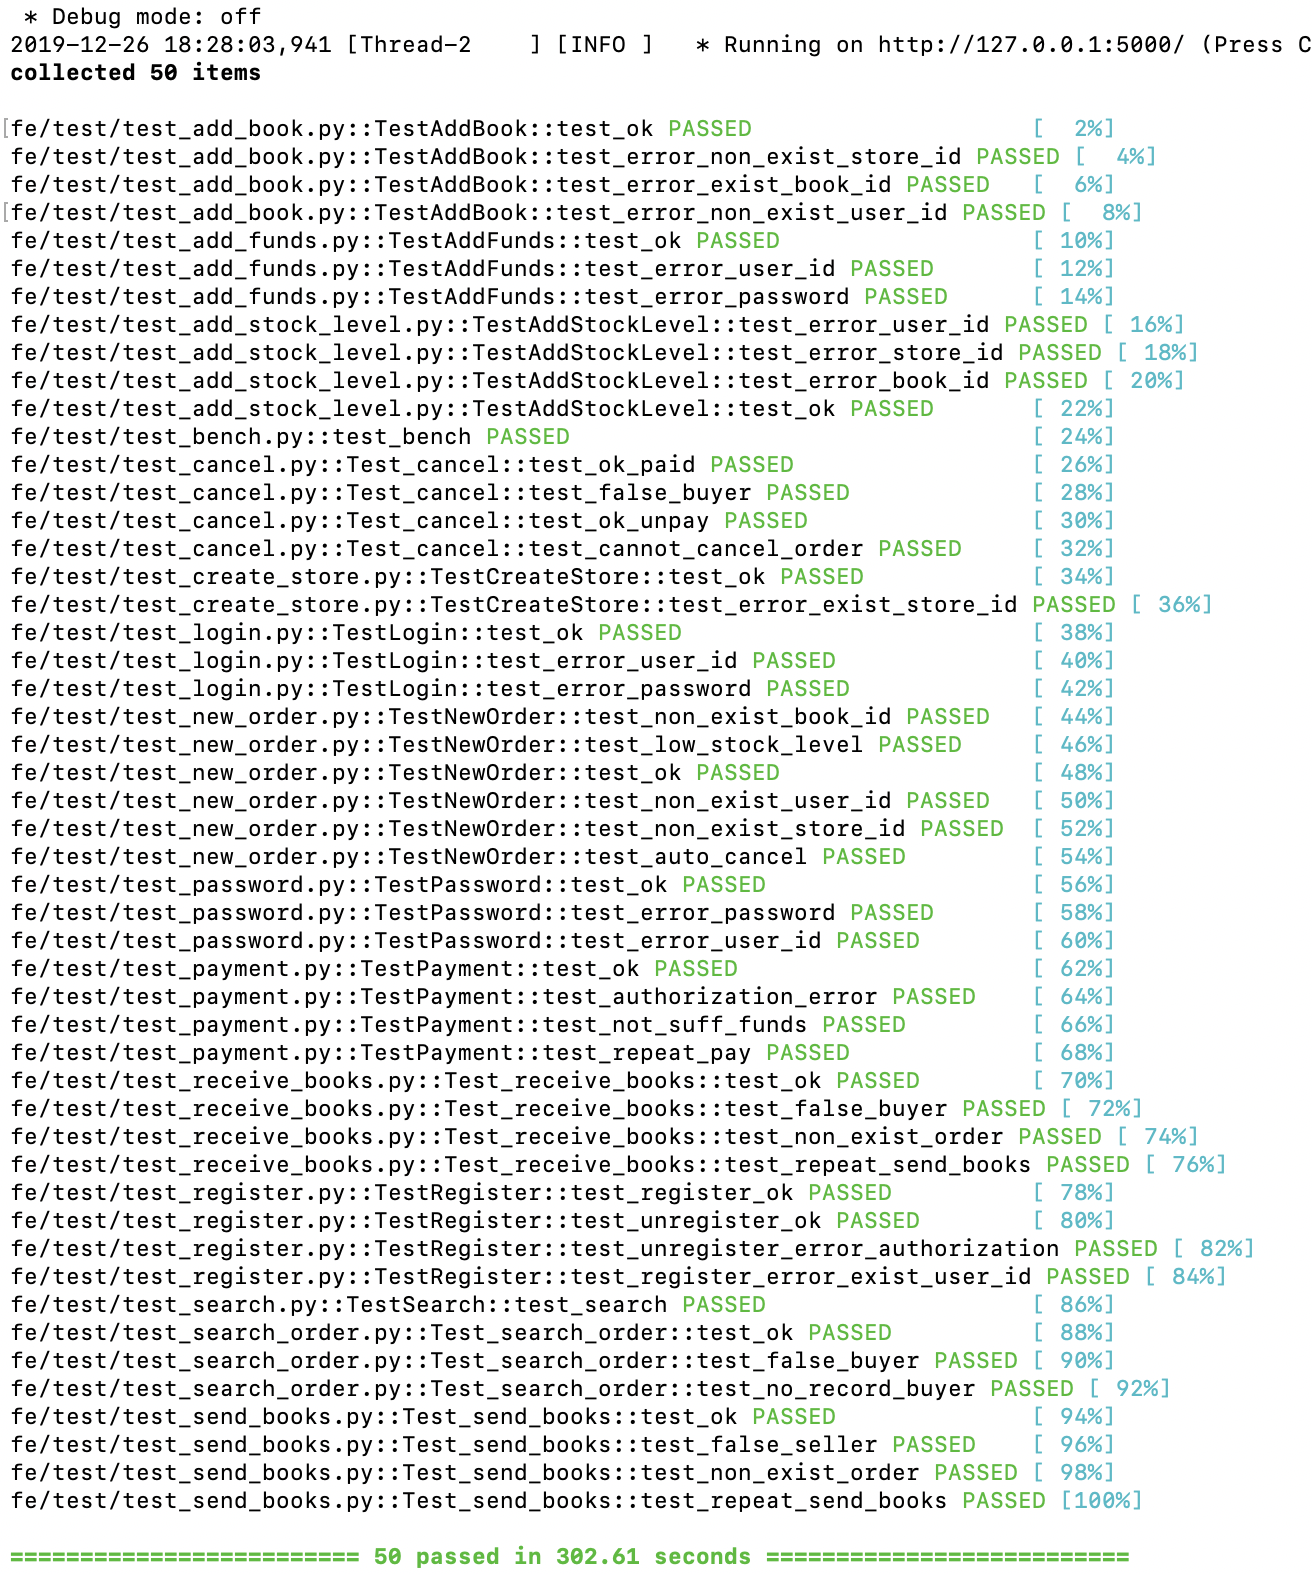 * Debug mode: off
2019-12-26 18:28:03,941 [Thread-2    ] [INFO ]   * Running on http://127.0.0.1:5000/ (Press C
collected 50 items

[fe/test/test_add_book.py::TestAddBook::test_ok PASSED                    [  2%]
fe/test/test_add_book.py::TestAddBook::test_error_non_exist_store_id PASSED [  4%]
fe/test/test_add_book.py::TestAddBook::test_error_exist_book_id PASSED   [  6%]
[fe/test/test_add_book.py::TestAddBook::test_error_non_exist_user_id PASSED [  8%]
fe/test/test_add_funds.py::TestAddFunds::test_ok PASSED                  [ 10%]
fe/test/test_add_funds.py::TestAddFunds::test_error_user_id PASSED       [ 12%]
fe/test/test_add_funds.py::TestAddFunds::test_error_password PASSED      [ 14%]
fe/test/test_add_stock_level.py::TestAddStockLevel::test_error_user_id PASSED [ 16%]
fe/test/test_add_stock_level.py::TestAddStockLevel::test_error_store_id PASSED [ 18%]
fe/test/test_add_stock_level.py::TestAddStockLevel::test_error_book_id PASSED [ 20%]
fe/test/test_add_stock_level.py::TestAddStockLevel::test_ok PASSED       [ 22%]
fe/test/test_bench.py::test_bench PASSED                                 [ 24%]
fe/test/test_cancel.py::Test_cancel::test_ok_paid PASSED                 [ 26%]
fe/test/test_cancel.py::Test_cancel::test_false_buyer PASSED             [ 28%]
fe/test/test_cancel.py::Test_cancel::test_ok_unpay PASSED                [ 30%]
fe/test/test_cancel.py::Test_cancel::test_cannot_cancel_order PASSED     [ 32%]
fe/test/test_create_store.py::TestCreateStore::test_ok PASSED            [ 34%]
fe/test/test_create_store.py::TestCreateStore::test_error_exist_store_id PASSED [ 36%]
fe/test/test_login.py::TestLogin::test_ok PASSED                         [ 38%]
fe/test/test_login.py::TestLogin::test_error_user_id PASSED              [ 40%]
fe/test/test_login.py::TestLogin::test_error_password PASSED             [ 42%]
fe/test/test_new_order.py::TestNewOrder::test_non_exist_book_id PASSED   [ 44%]
fe/test/test_new_order.py::TestNewOrder::test_low_stock_level PASSED     [ 46%]
fe/test/test_new_order.py::TestNewOrder::test_ok PASSED                  [ 48%]
fe/test/test_new_order.py::TestNewOrder::test_non_exist_user_id PASSED   [ 50%]
fe/test/test_new_order.py::TestNewOrder::test_non_exist_store_id PASSED  [ 52%]
fe/test/test_new_order.py::TestNewOrder::test_auto_cancel PASSED         [ 54%]
fe/test/test_password.py::TestPassword::test_ok PASSED                   [ 56%]
fe/test/test_password.py::TestPassword::test_error_password PASSED       [ 58%]
fe/test/test_password.py::TestPassword::test_error_user_id PASSED        [ 60%]
fe/test/test_payment.py::TestPayment::test_ok PASSED                     [ 62%]
fe/test/test_payment.py::TestPayment::test_authorization_error PASSED    [ 64%]
fe/test/test_payment.py::TestPayment::test_not_suff_funds PASSED         [ 66%]
fe/test/test_payment.py::TestPayment::test_repeat_pay PASSED             [ 68%]
fe/test/test_receive_books.py::Test_receive_books::test_ok PASSED        [ 70%]
fe/test/test_receive_books.py::Test_receive_books::test_false_buyer PASSED [ 72%]
fe/test/test_receive_books.py::Test_receive_books::test_non_exist_order PASSED [ 74%]
fe/test/test_receive_books.py::Test_receive_books::test_repeat_send_books PASSED [ 76%]
fe/test/test_register.py::TestRegister::test_register_ok PASSED          [ 78%]
fe/test/test_register.py::TestRegister::test_unregister_ok PASSED        [ 80%]
fe/test/test_register.py::TestRegister::test_unregister_error_authorization PASSED [ 82%]
fe/test/test_register.py::TestRegister::test_register_error_exist_user_id PASSED [ 84%]
fe/test/test_search.py::TestSearch::test_search PASSED                   [ 86%]
fe/test/test_search_order.py::Test_search_order::test_ok PASSED          [ 88%]
fe/test/test_search_order.py::Test_search_order::test_false_buyer PASSED [ 90%]
fe/test/test_search_order.py::Test_search_order::test_no_record_buyer PASSED [ 92%]
fe/test/test_send_books.py::Test_send_books::test_ok PASSED              [ 94%]
fe/test/test_send_books.py::Test_send_books::test_false_seller PASSED    [ 96%]
fe/test/test_send_books.py::Test_send_books::test_non_exist_order PASSED [ 98%]
fe/test/test_send_books.py::Test_send_books::test_repeat_send_books PASSED [100%]

========================= 50 passed in 302.61 seconds ==========================